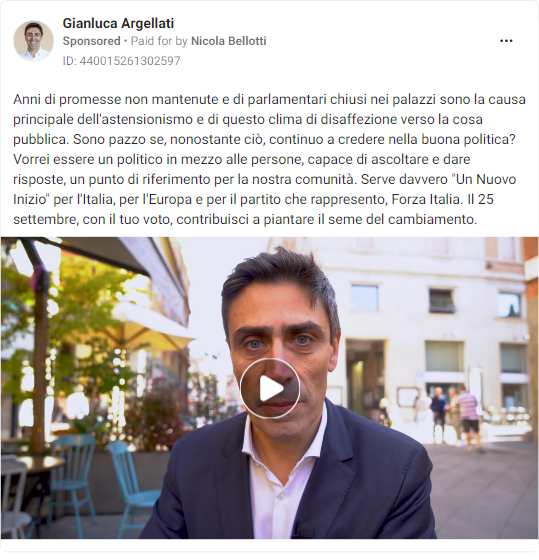 Gianluca Argellati
Sponsored • Paid for by Nicola Bellotti
ID: 440015261302597
Anni di promesse non mantenute e di parlamentari chiusi nei palazzi sono la causa
principale dell'astensionismo e di questo clima di disaffezione verso la cosa
pubblica. Sono pazzo se, nonostante ciò, continuo a credere nella buona politica?
Vorrei essere un politico in mezzo alle persone, capace di ascoltare e dare
risposte, un punto di riferimento per la nostra comunità. Serve davvero "Un Nuovo
Inizio" per l'Italia, per l'Europa e per il partito che rappresento, Forza Italia. Il 25
settembre, con il tuo voto, contribuisci a piantare il seme del cambiamento.